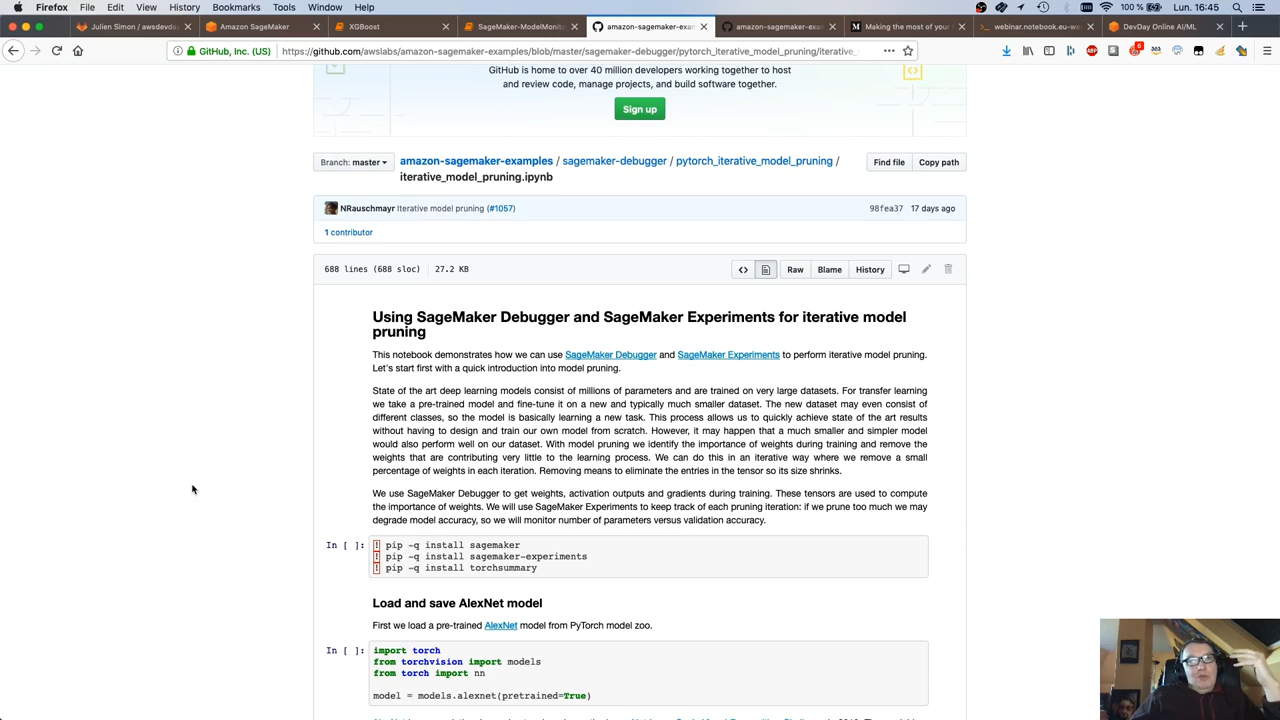 Firefox File Edit View History Bookmarks Tools Window Help
100% Lun. 5 14:45
Julien Simon / awsdevdays
Amazon SageMaker
XGBoost
SageMaker-ModelMonitor
amazon-sagemaker-exam
amazon-sagemaker-exam
Making the most of your
webinar.notebook.eu-we
DevDay Online AI/ML
GitHub, Inc. (US)
https://github.com/awslabs/amazon-sagemaker-examples/blob/master/sagemaker-debugger/pytorch_iterative_model_pruning/iterative_
GitHub is home to over 40 million developers working together to host
and review code, manage projects, and build software together.
Sign up
Branch: master
amazon-sagemaker-examples / sagemaker-debugger / pytorch_iterative_model_pruning /
iterative_model_pruning.ipynb
Find file Copy path
NRauschmayr Iterative model pruning (#1057)
98fea37 17 days ago
1 contributor
688 lines (688 sloc) 27.2 KB
Raw Blame History
Using SageMaker Debugger and SageMaker Experiments for iterative model
pruning
This notebook demonstrates how we can use SageMaker Debugger and SageMaker Experiments to perform iterative model pruning.
Let's start first with a quick introduction into model pruning.
State of the art deep learning models consist of millions of parameters and are trained on very large datasets. For transfer learning
we take a pre-trained model and fine-tune it on a new and typically much smaller dataset. The new dataset may even consist of
different classes, so the model is basically learning a new task. This process allows us to quickly achieve state of the art results
without having to design and train our own model from scratch. However, it may happen that a much smaller and simpler model
would also perform well on our dataset. With model pruning we identify the importance of weights during training and remove the
weights that are contributing very little to the learning process. We can do this in an iterative way where we remove a small
percentage of weights in each iteration. Removing means to eliminate the entries in the tensor so its size shrinks.
We use SageMaker Debugger to get weights, activation outputs and gradients during training. These tensors are used to compute
the importance of weights. We will use SageMaker Experiments to keep track of each pruning iteration: if we prune too much we may
degrade model accuracy, so we will monitor number of parameters versus validation accuracy.
In [ ]: ! pip -q install sagemaker
! pip -q install sagemaker-experiments
! pip -q install torchsummary
Load and save AlexNet model
First we load a pre-trained AlexNet model from PyTorch model zoo.
In [ ]: import torch
from torchvision import models
from torch import nn
model = models.alexnet(pretrained=True)